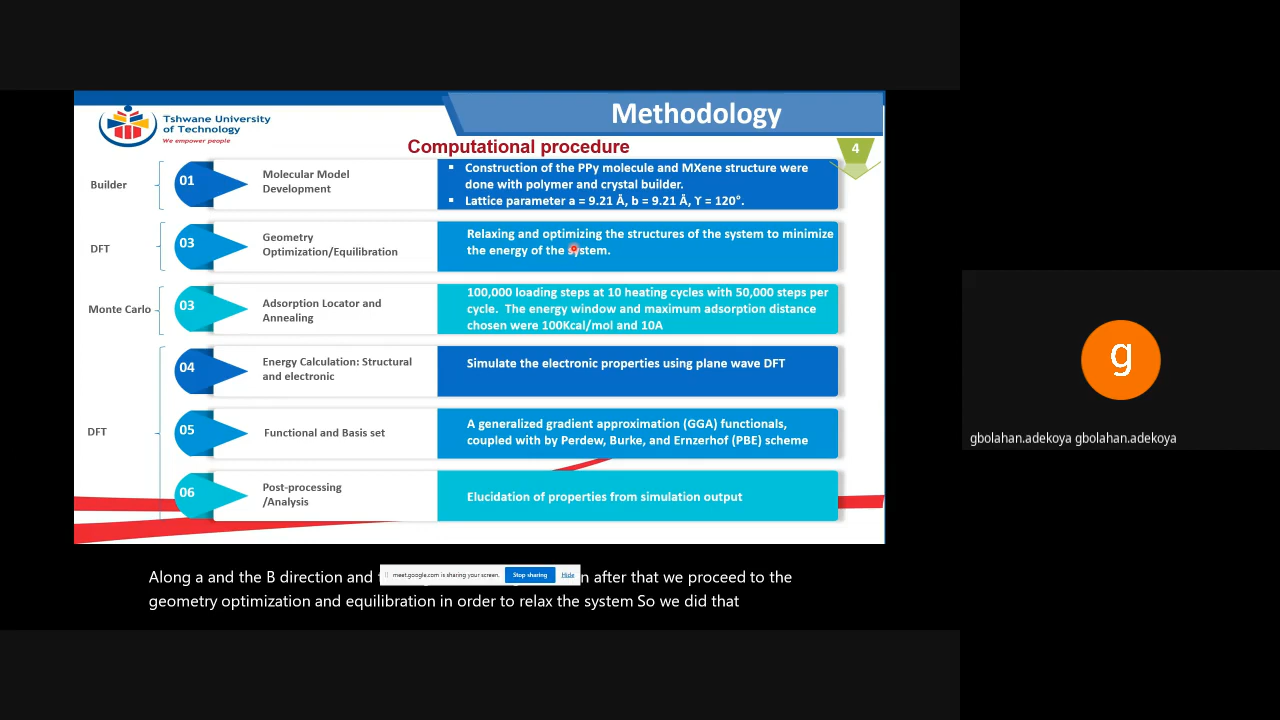 Methodology
Tshwane University
of Technology
We empower people
Computational procedure
4
Builder
01
Molecular Model
Development
▪ Construction of the PPy molecule and MXene structure were
done with polymer and crystal builder.
▪ Lattice parameter a = 9.21 Å, b = 9.21 Å, ϒ = 120°.
DFT
03
Geometry
Optimization/Equilibration
Relaxing and optimizing the structures of the system to minimize
the energy of the system.
Monte Carlo
03
Adsorption Locator and
Annealing
100,000 loading steps at 10 heating cycles with 50,000 steps per
cycle. The energy window and maximum adsorption distance
chosen were 100Kcal/mol and 10A
DFT
04
Energy Calculation: Structural
and electronic
Simulate the electronic properties using plane wave DFT
05
Functional and Basis set
A generalized gradient approximation (GGA) functionals,
coupled with by Perdew, Burke, and Ernzerhof (PBE) scheme
06
Post-processing
/Analysis
Elucidation of properties from simulation output
Along a and the B direction and
meet.google.com is sharing your screen.
Stop sharing
Hide
after that we proceed to the
geometry optimization and equilibration in order to relax the system So we did that
g
gbolahan.adekoya gbolahan.adekoya